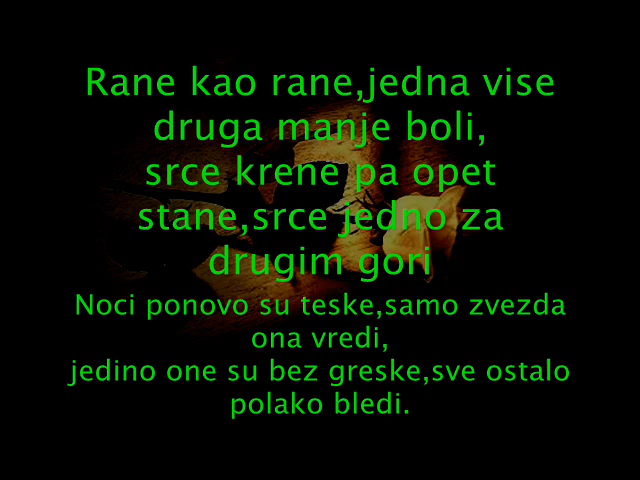 Rane kao rane,jedna vise
druga manje boli,
srce krene pa opet
stane,srce jedno za
drugim gori
Noci ponovo su teske,samo zvezda
ona vredi,
jedino one su bez greske,sve ostalo
polako bledi.